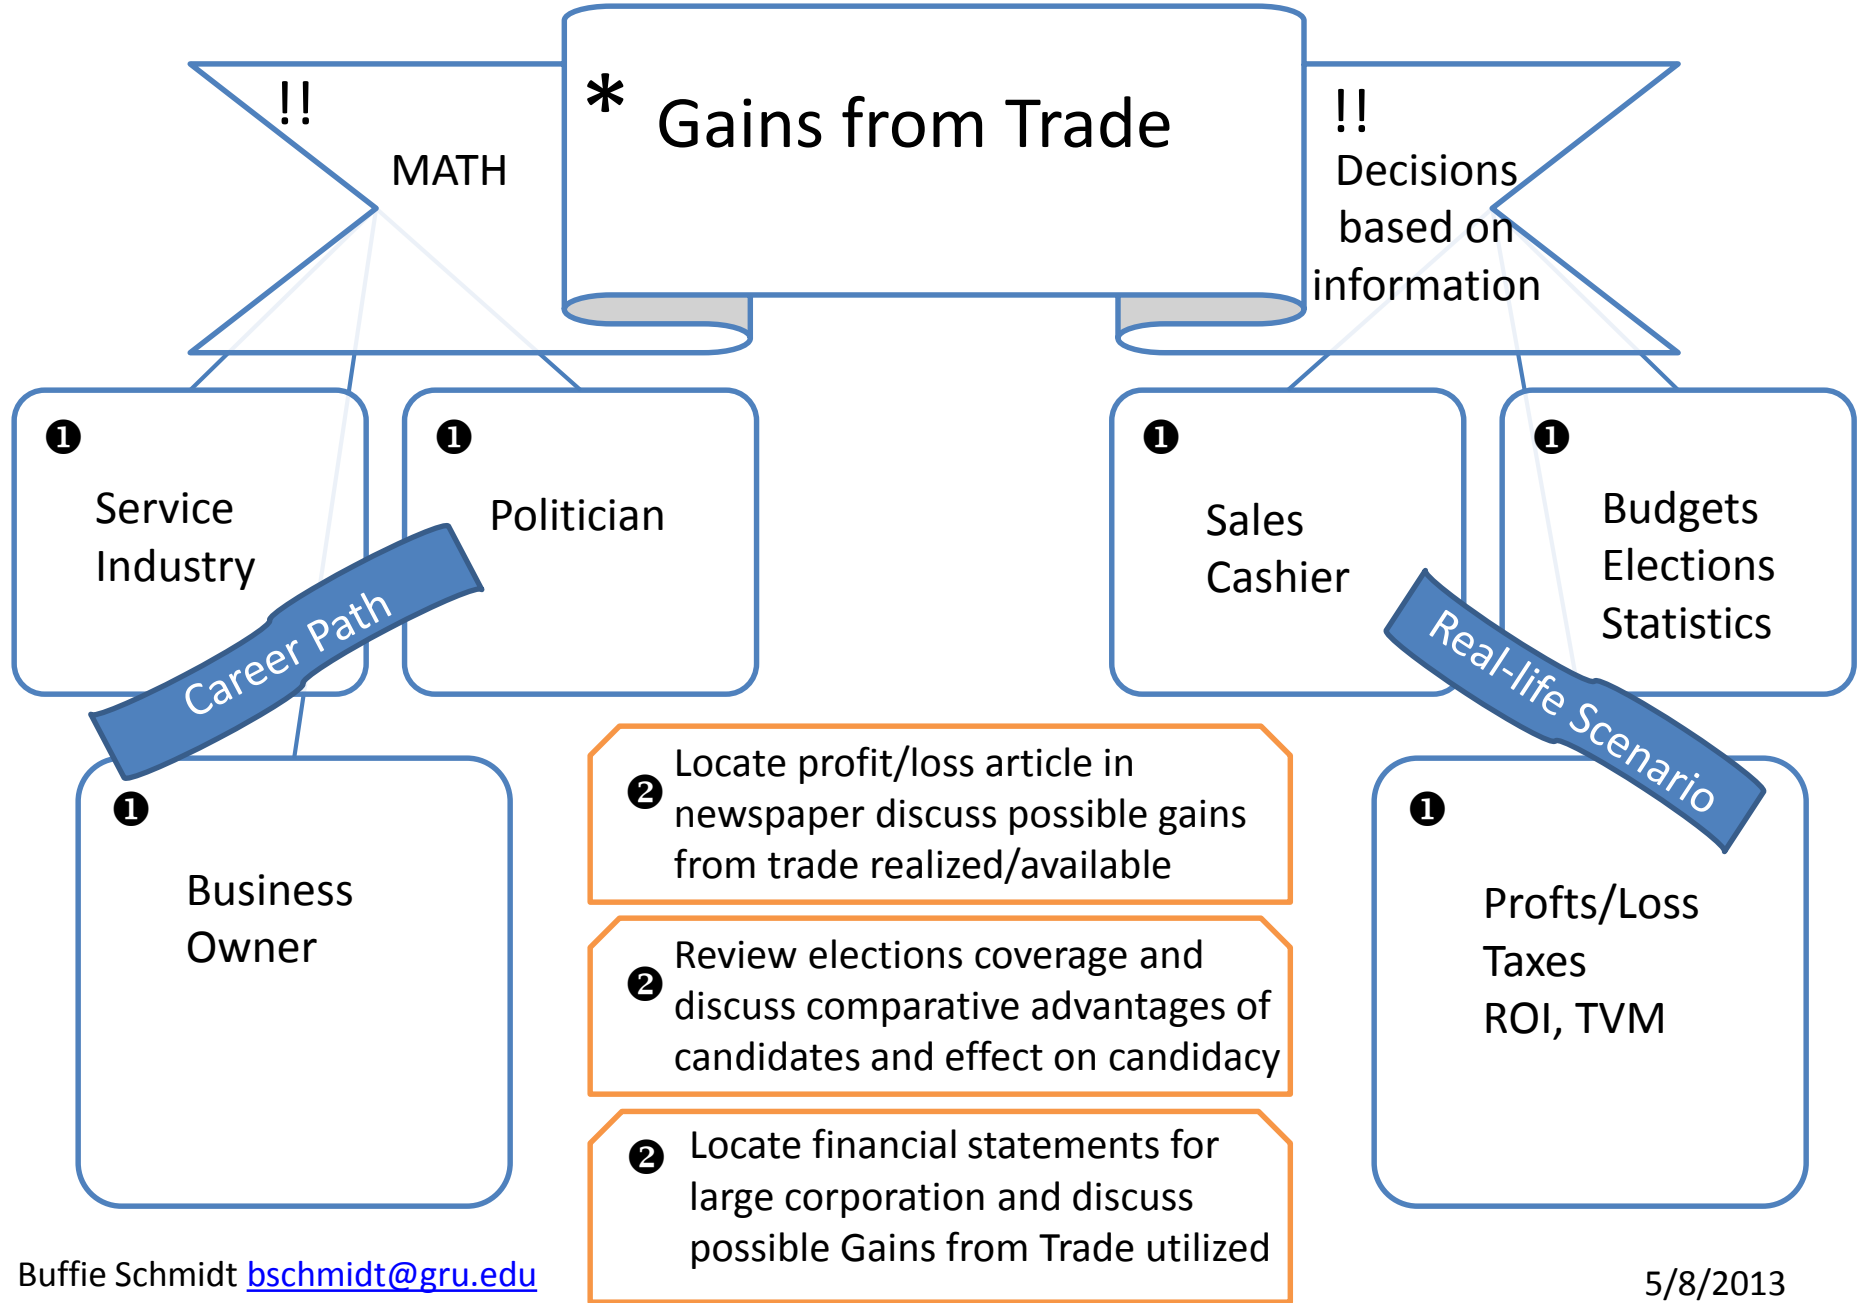 * Gains from Trade
!!
MATH
!!
Decisions
based on
information
❶
Service
Industry
❶
Politician
Career Path
❶
Business
Owner
❶
Sales
Cashier
❶
Budgets
Elections
Statistics
Real-life Scenario
❶
Profts/Loss
Taxes
ROI, TVM
❷ Locate profit/loss article in
newspaper discuss possible gains
from trade realized/available
❷ Review elections coverage and
discuss comparative advantages of
candidates and effect on candidacy
❷ Locate financial statements for
large corporation and discuss
possible Gains from Trade utilized
Buffie Schmidt bschmidt@gru.edu
5/8/2013